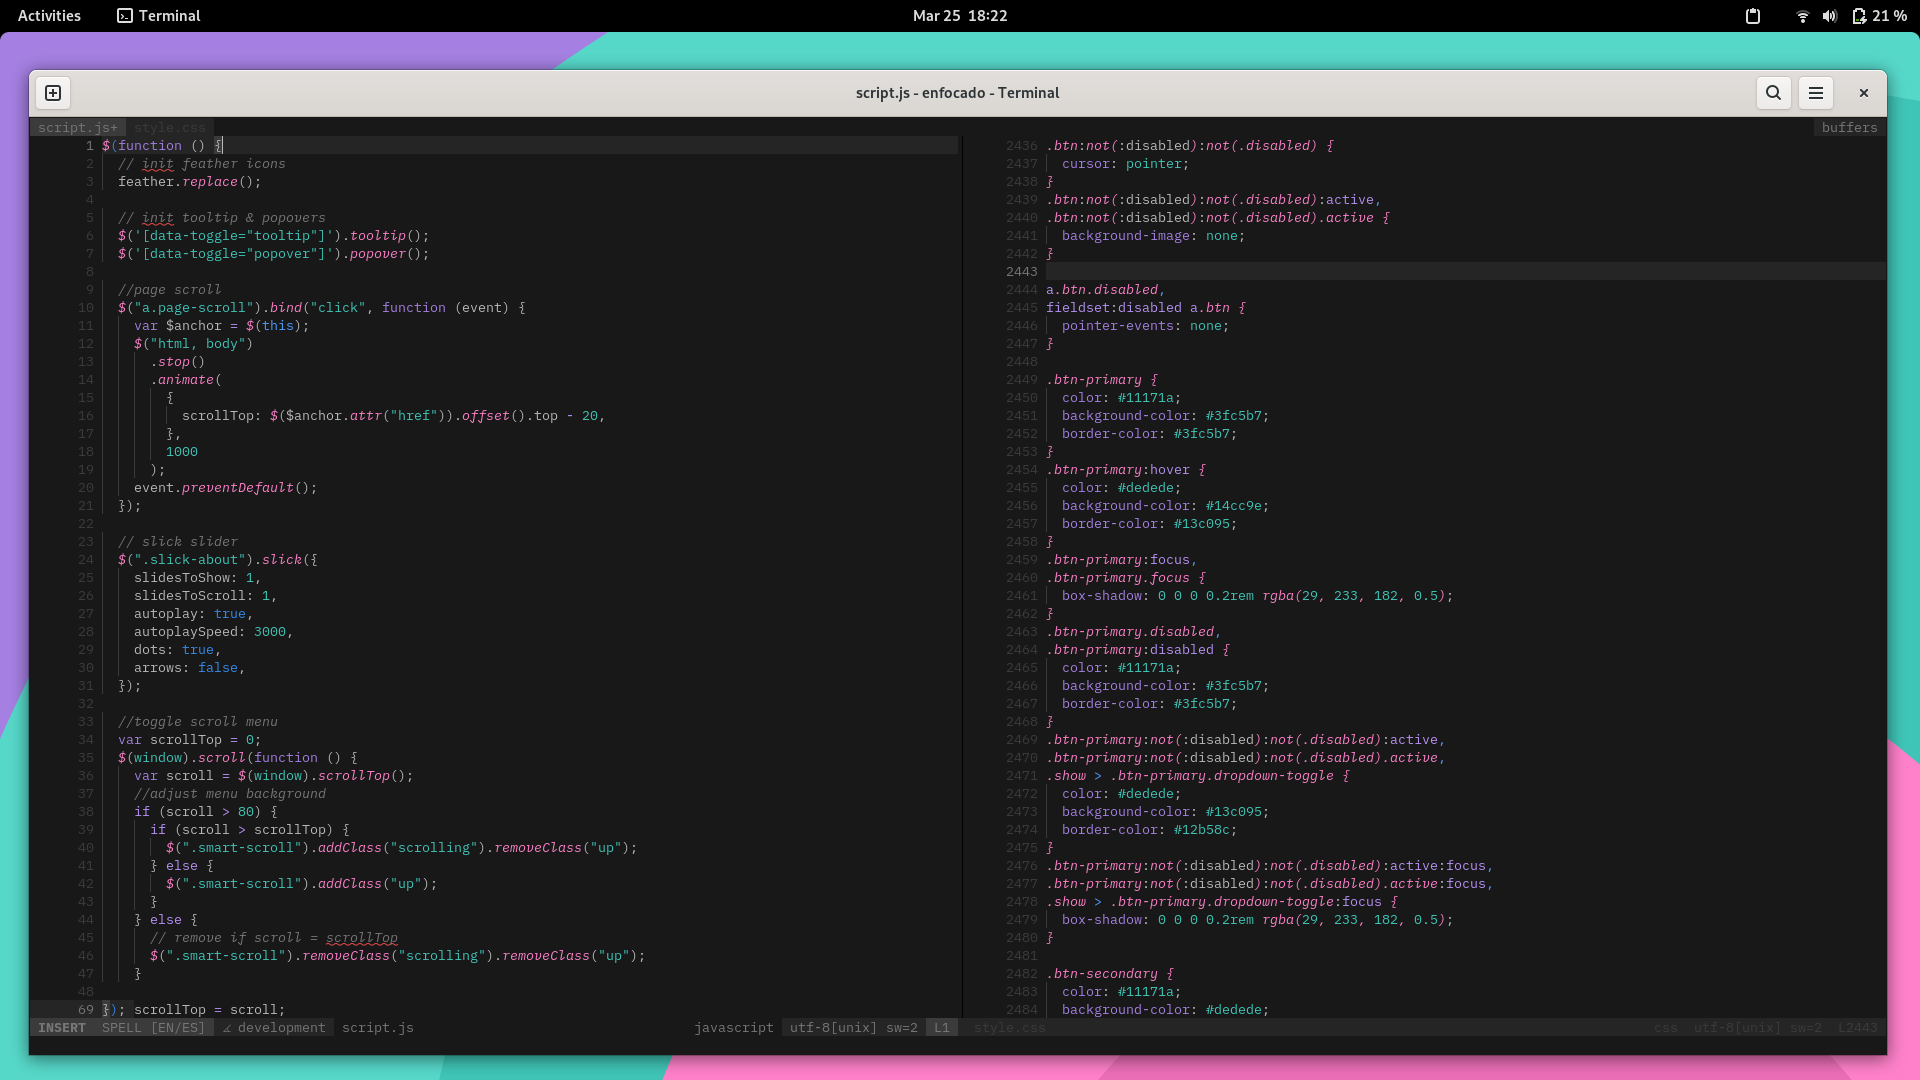 Activities Terminal Mar 25 18:22 21 %
script.js - enfocado - Terminal
script.js+ style.css buffers
1 $(function () {
2 // init feather icons
3 feather.replace();
4
5 // init tooltip & popovers
6 $('[data-toggle="tooltip"]').tooltip();
7 $('[data-toggle="popover"]').popover();
8
9 //page scroll
10 $("a.page-scroll").bind("click", function (event) {
11 var $anchor = $(this);
12 $("html, body")
13 .stop()
14 .animate(
15 {
16 scrollTop: $($anchor.attr("href")).offset().top - 20,
17 },
18 1000
19 );
20 event.preventDefault();
21 });
22
23 // slick slider
24 $(".slick-about").slick({
25 slidesToShow: 1,
26 slidesToScroll: 1,
27 autoplay: true,
28 autoplaySpeed: 3000,
29 dots: true,
30 arrows: false,
31 });
32
33 //toggle scroll menu
34 var scrollTop = 0;
35 $(window).scroll(function () {
36 var scroll = $(window).scrollTop();
37 //adjust menu background
38 if (scroll > 80) {
39 if (scroll > scrollTop) {
40 $(".smart-scroll").addClass("scrolling").removeClass("up");
41 } else {
42 $(".smart-scroll").addClass("up");
43 }
44 } else {
45 // remove if scroll = scrollTop
46 $(".smart-scroll").removeClass("scrolling").removeClass("up");
47 }
48
69 }); scrollTop = scroll;
2436 .btn:not(:disabled):not(.disabled) {
2437 cursor: pointer;
2438 }
2439 .btn:not(:disabled):not(.disabled):active,
2440 .btn:not(:disabled):not(.disabled).active {
2441 background-image: none;
2442 }
2443
2444 a.btn.disabled,
2445 fieldset:disabled a.btn {
2446 pointer-events: none;
2447 }
2448
2449 .btn-primary {
2450 color: #11171a;
2451 background-color: #3fc5b7;
2452 border-color: #3fc5b7;
2453 }
2454 .btn-primary:hover {
2455 color: #dedede;
2456 background-color: #14cc9e;
2457 border-color: #13c095;
2458 }
2459 .btn-primary:focus,
2460 .btn-primary.focus {
2461 box-shadow: 0 0 0 0.2rem rgba(29, 233, 182, 0.5);
2462 }
2463 .btn-primary.disabled,
2464 .btn-primary:disabled {
2465 color: #11171a;
2466 background-color: #3fc5b7;
2467 border-color: #3fc5b7;
2468 }
2469 .btn-primary:not(:disabled):not(.disabled):active,
2470 .btn-primary:not(:disabled):not(.disabled).active,
2471 .show > .btn-primary.dropdown-toggle {
2472 color: #dedede;
2473 background-color: #13c095;
2474 border-color: #12b58c;
2475 }
2476 .btn-primary:not(:disabled):not(.disabled):active:focus,
2477 .btn-primary:not(:disabled):not(.disabled).active:focus,
2478 .show > .btn-primary.dropdown-toggle:focus {
2479 box-shadow: 0 0 0 0.2rem rgba(29, 233, 182, 0.5);
2480 }
2481
2482 .btn-secondary {
2483 color: #11171a;
2484 background-color: #dedede;
INSERT SPELL [EN/ES] development script.js javascript utf-8[unix] sw=2 L1 style.css css utf-8[unix] sw=2 L2443